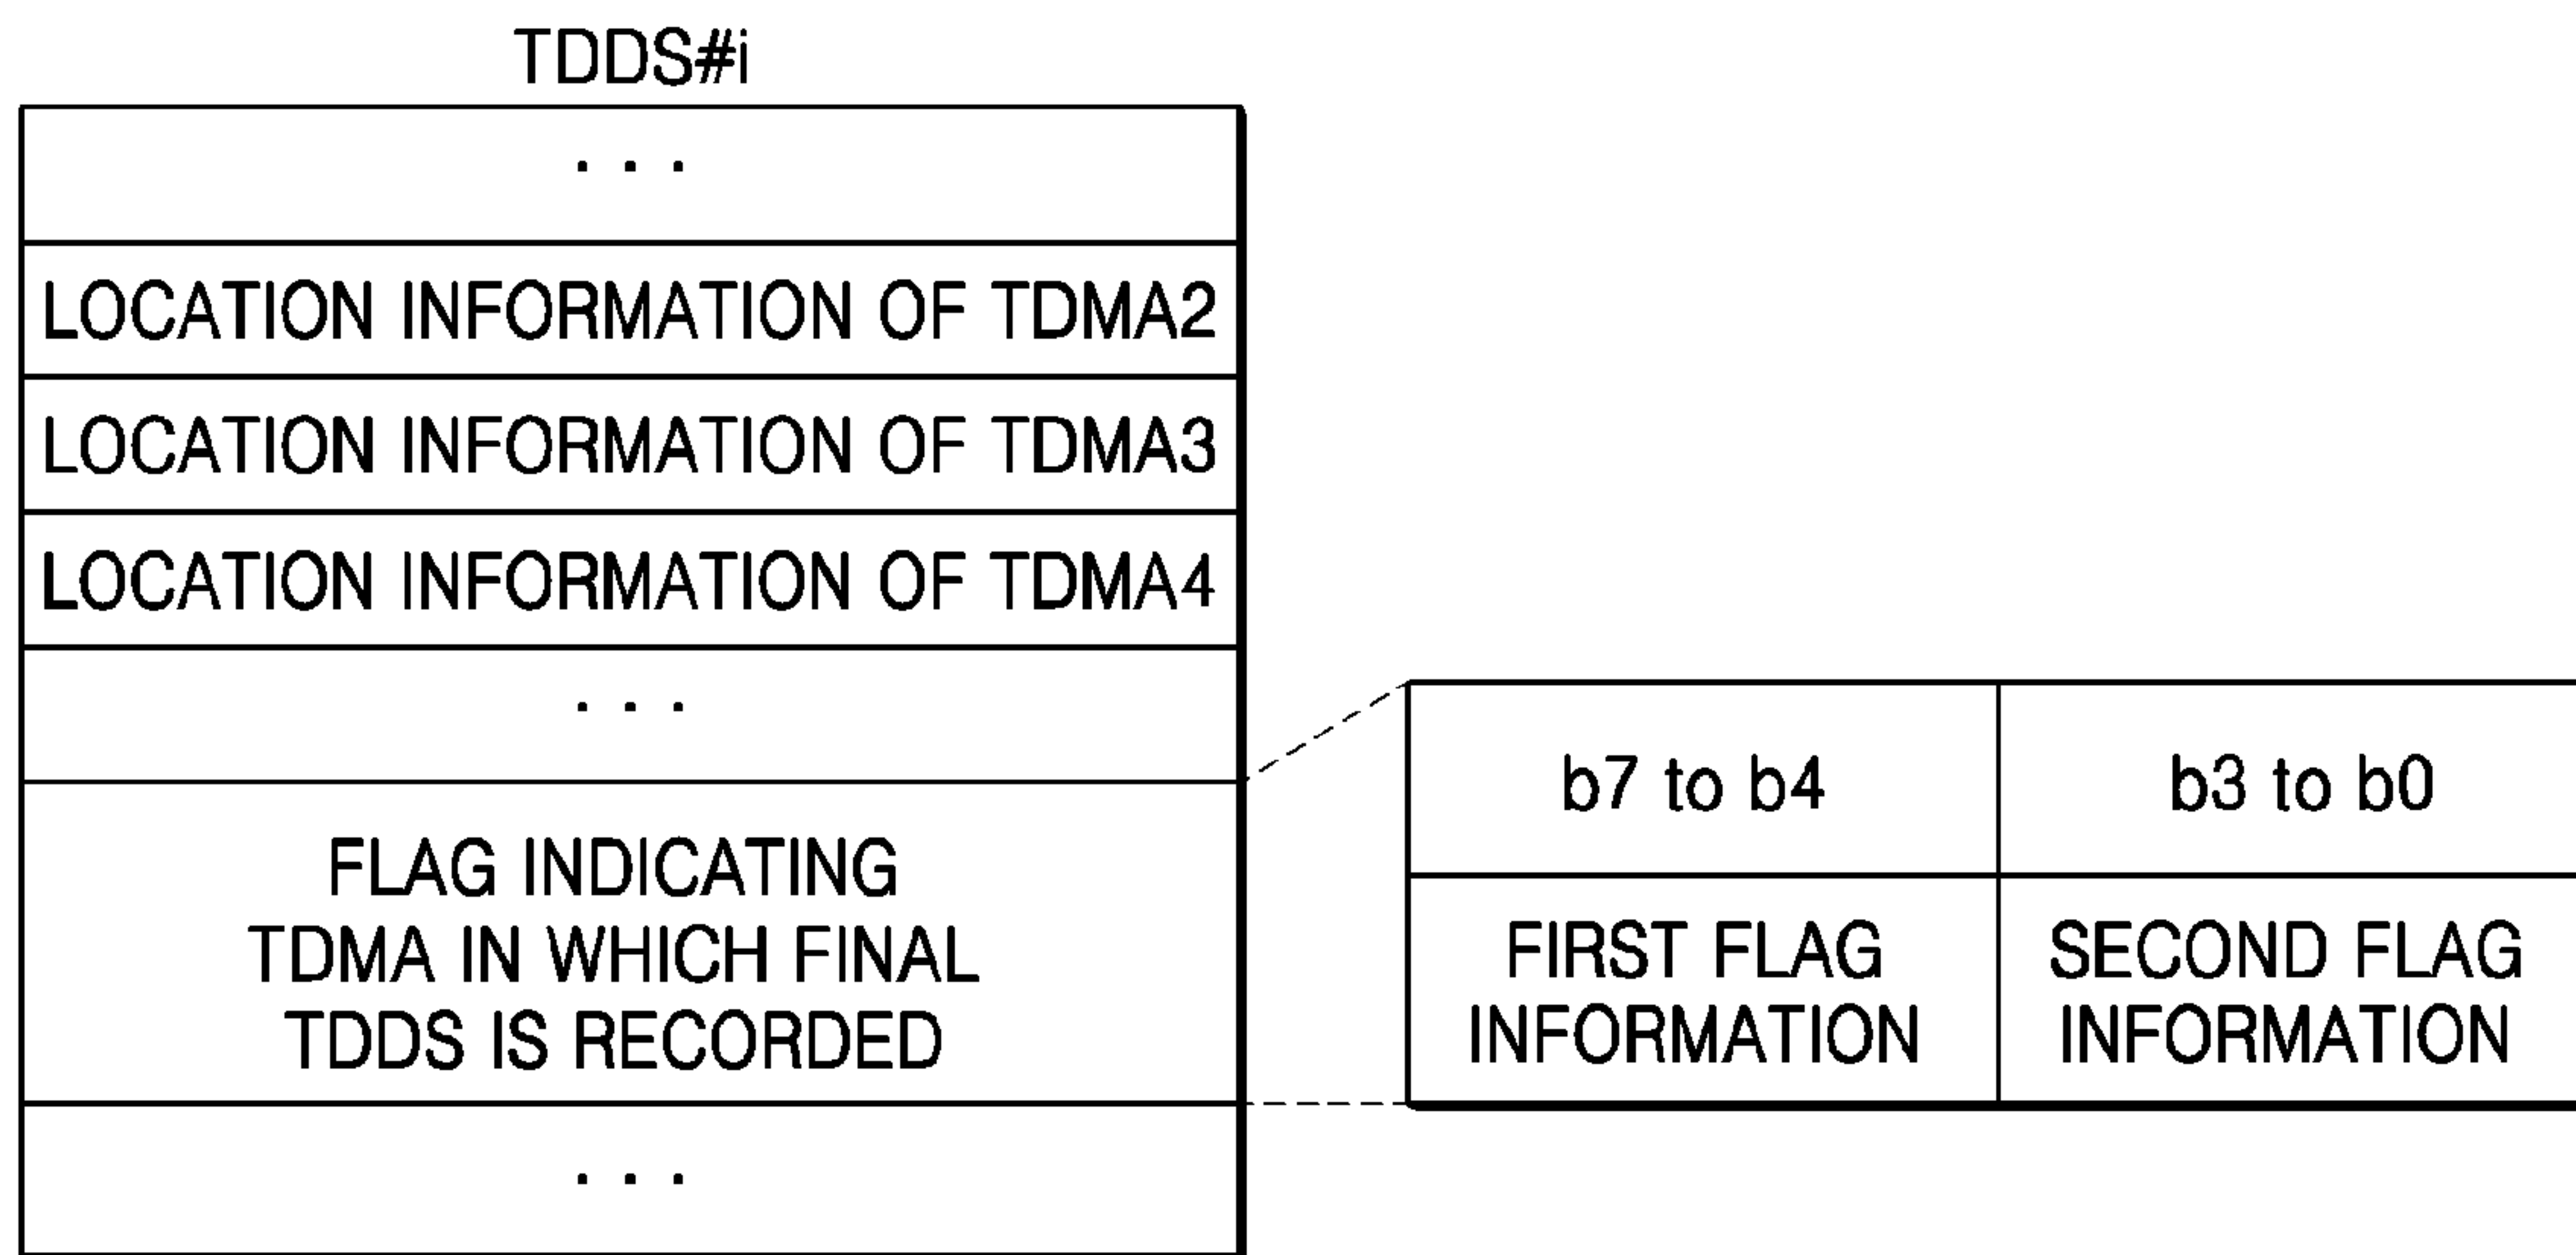 TDDS#i
. . .
LOCATION INFORMATION OF TDMA2
LOCATION INFORMATION OF TDMA3
LOCATION INFORMATION OF TDMA4
. . .
FLAG INDICATING
TDMA IN WHICH FINAL
TDDS IS RECORDED
. . .
b7 to b4
b3 to b0
FIRST FLAG
INFORMATION
SECOND FLAG
INFORMATION